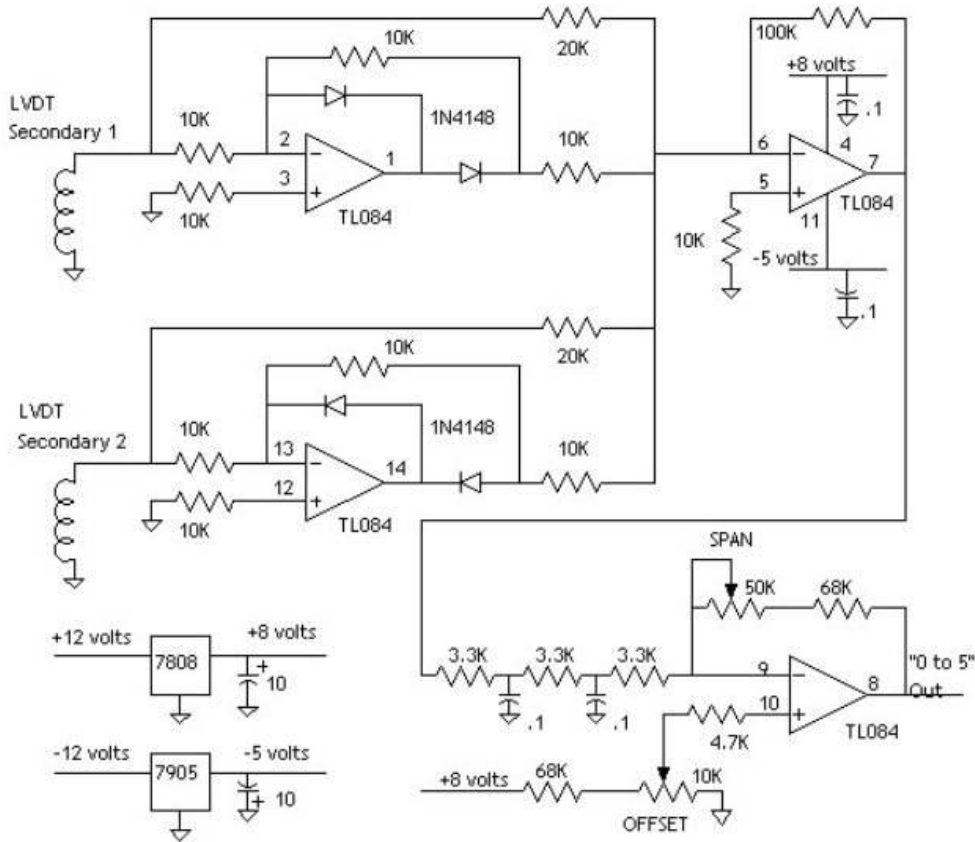 10K
20K
100K
+8 volts
.1
LVDT
Secondary 1
10K
1N4148
10K
2
1
3
10K
TL084
6
4
7
5
TL084
11
10K
-5 volts
.1
10K
20K
LVDT
Secondary 2
10K
1N4148
10K
13
14
12
10K
TL084
SPAN
50K
68K
+12 volts
7808
+8 volts
+
10
3.3K
3.3K
3.3K
.1
.1
9
8
10
"0 to 5"
Out
TL084
4.7K
-12 volts
7905
-5 volts
+
10
+8 volts
68K
10K
OFFSET